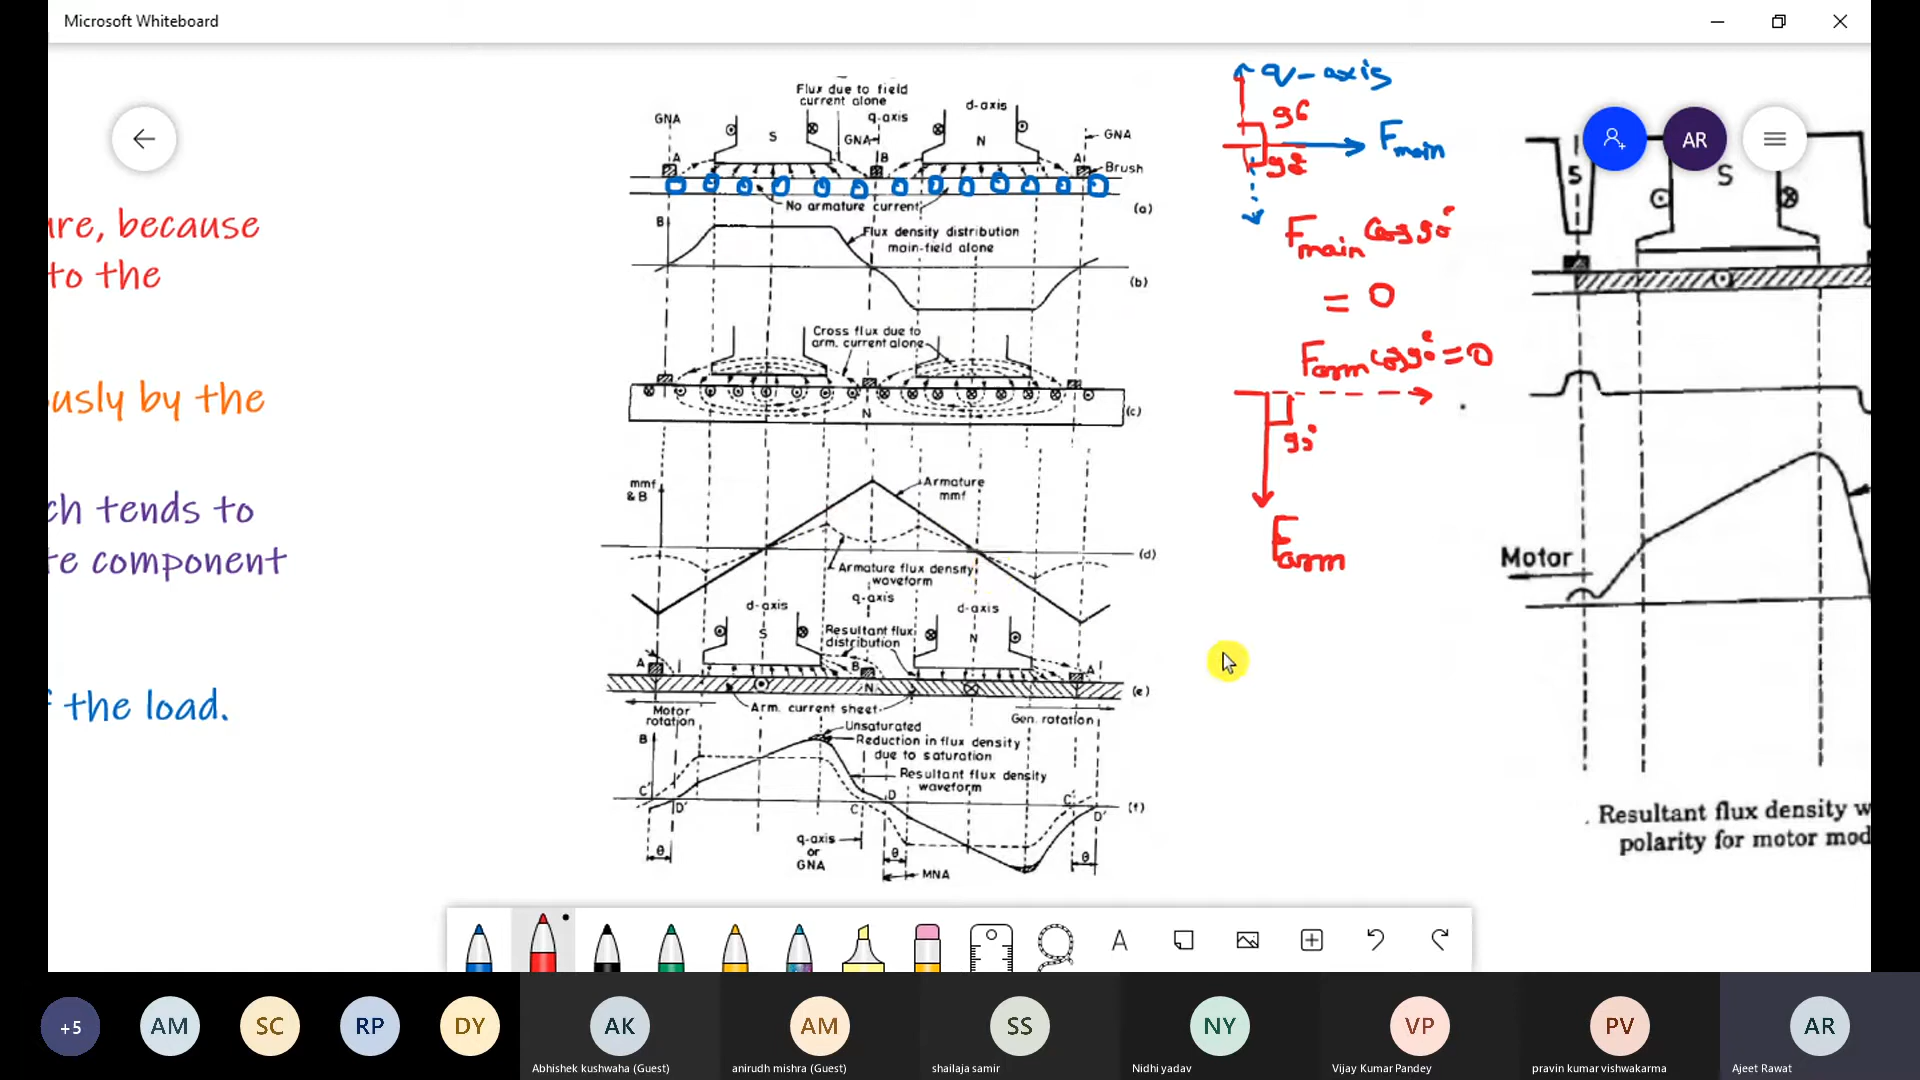 Microsoft Whiteboard
ure, because
to the
usly by the
ch tends to
te component
f the load.
Flux due to field
current alone
GNA
q-axis
d-axis
GNA
GNA
S
N
A
B
A
Brush
No armature current
(a)
B
Flux density distribution
main-field alone
(b)
Cross flux due to
arm. current alone
N
(c)
mmf
& B
Armature
mmf
(d)
Armature flux density
waveform
q-axis
d-axis
d-axis
S
N
Resultant flux
distribution
A
B
A
N
(e)
Motor
rotation
Arm. current sheet
Gen. rotation
Unsaturated
B
Reduction in flux density
due to saturation
Resultant flux density
waveform
C'
D'
C
D
C'
D'
(f)
θ
q-axis
or
GNA
θ
θ
MNA
q-axis
90
Fmain
90
Fmain cos90°
= 0
Farm cos90°=0
90°
Farm
S
S
Motor
Resultant flux density w
polarity for motor mod
AR
A
+5
AM
SC
RP
DY
AK
AM
SS
NY
VP
PV
AR
Abhishek kushwaha (Guest)
anirudh mishra (Guest)
shailaja samir
Nidhi yadav
Vijay Kumar Pandey
pravin kumar vishwakarma
Ajeet Rawat